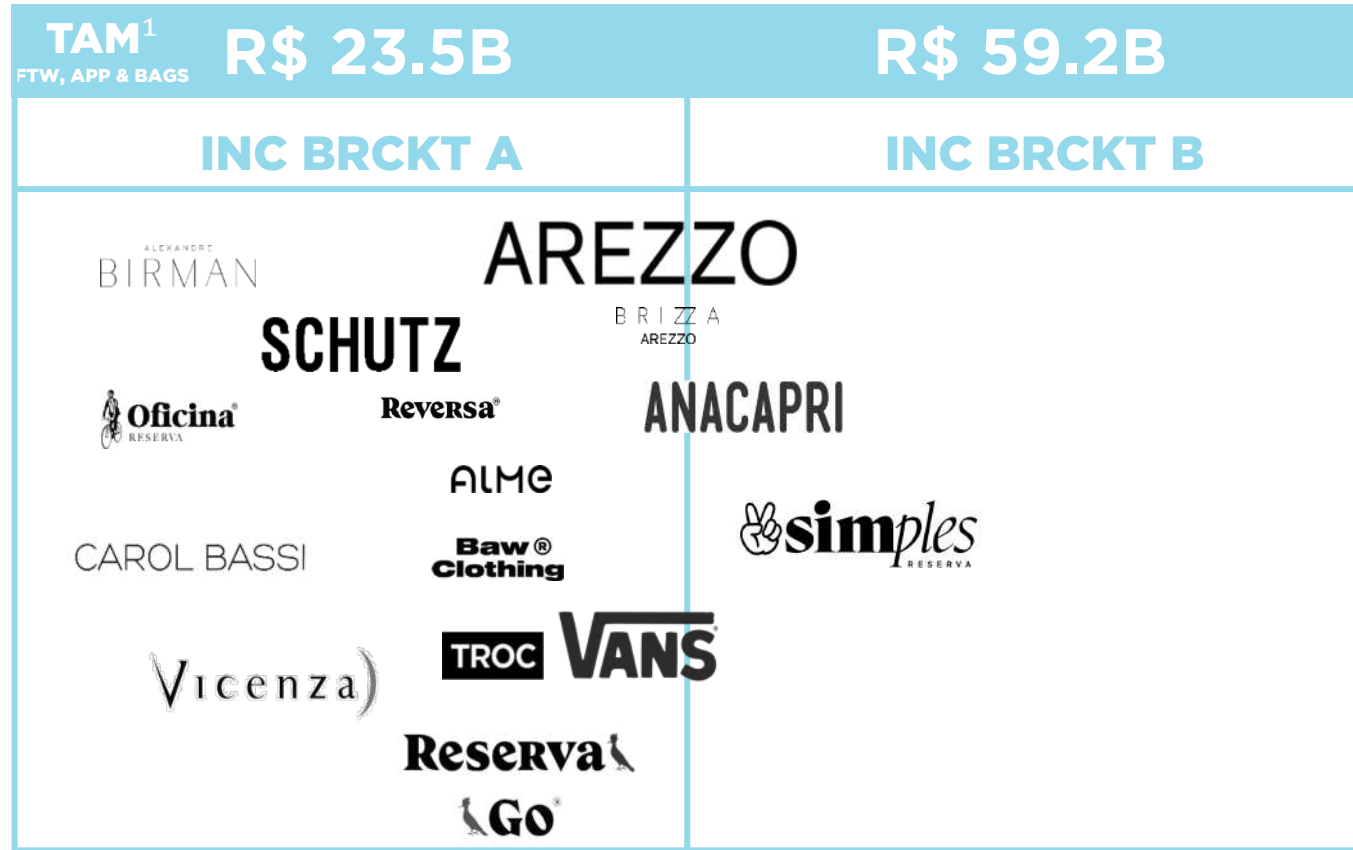 TAM¹ R$ 23.5B R$ 59.2B
FTW, APP & BAGS
INC BRCKT A INC BRCKT B
ALEXANDRE
BIRMAN
AREZZO
BRIZZA
AREZZO
SCHUTZ
Oficina®
RESERVA
Reversa®
ANACAPRI
ALME
simples
RESERVA
CAROL BASSI
Baw®
Clothing
TROC
VANS®
Vicenza)
Reserva
Go®